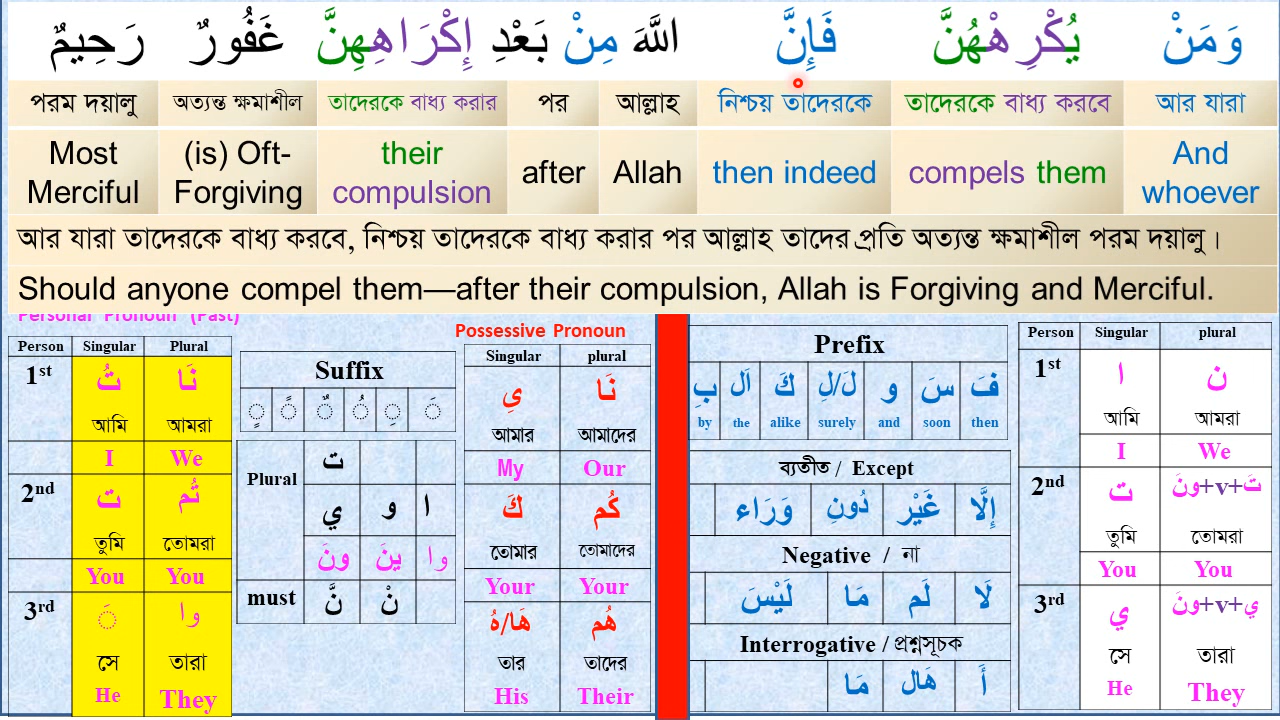 وَمَنْ يُكْرِهْهُنَّ فَإِنَّ اللَّهَ مِنْ بَعْدِ إِكْرَاهِهِنَّ غَفُورٌ رَحِيمٌ
পরম দয়ালু অত্যন্ত ক্ষমাশীল তাদেরকে বাধ্য করার পর আল্লাহ নিশ্চয় তাদেরকে তাদেরকে বাধ্য করবে আর যারা
Most Merciful (is) Oft-Forgiving their compulsion after Allah then indeed compels them And whoever
আর যারা তাদেরকে বাধ্য করবে, নিশ্চয় তাদেরকে বাধ্য করার পর আল্লাহ তাদের প্রতি অত্যন্ত ক্ষমাশীল পরম দয়ালু।
Should anyone compel them—after their compulsion, Allah is Forgiving and Merciful.
Personal Pronoun (Past)
Person Singular Plural
1st تُ نَا
আমি আমরা
I We
2nd ت تُم
তুমি তোমরা
You You
3rd َ وا
সে তারা
He They
Suffix
ٍ ً ٌ ُ ِ َ
Plural ت
ي و ا
ونَ ينَ وا
must نَّ نْ
Possessive Pronoun
Singular plural
يِ نَا
আমার আমাদের
My Our
كَ كُم
তোমার তোমাদের
Your Your
هَا/هُ هُم
তার তাদের
His Their
Prefix
بِ اَل كَ لَ/لِ و سَ فَ
by the alike surely and soon then
ব্যতীত / Except
وَرَاء دُونِ غَيْر إِلَّا
Negative / না
لَيْسَ مَا لَم لَا
Interrogative / প্রশ্নসূচক
مَا هَال أَ
Person Singular plural
1st ا ن
আমি আমরা
I We
2nd ت تَ+v+ونَ
তুমি তোমরা
You You
3rd ي ي+v+ونَ
সে তারা
He They